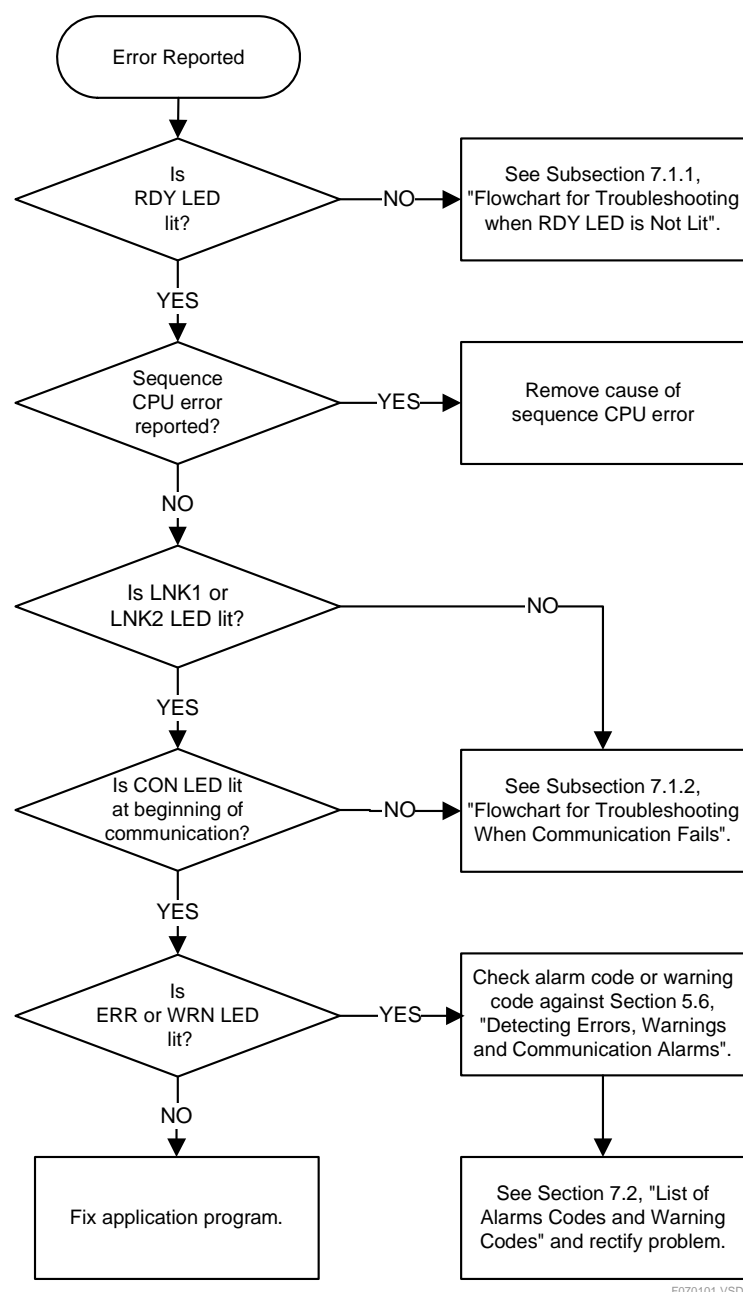 Error Reported
Is
RDY LED
lit?
NO
See Subsection 7.1.1,
"Flowchart for Troubleshooting
when RDY LED is Not Lit".
YES
Sequence
CPU error
reported?
YES
Remove cause of
sequence CPU error
NO
Is LNK1 or
LNK2 LED lit?
NO
YES
Is CON LED lit
at beginning of
communication?
NO
See Subsection 7.1.2,
"Flowchart for Troubleshooting
When Communication Fails".
YES
Is
ERR or WRN LED
lit?
YES
Check alarm code or warning
code against Section 5.6,
"Detecting Errors, Warnings
and Communication Alarms".
NO
Fix application program.
See Section 7.2, "List of
Alarms Codes and Warning
Codes" and rectify problem.
F070101.VSD